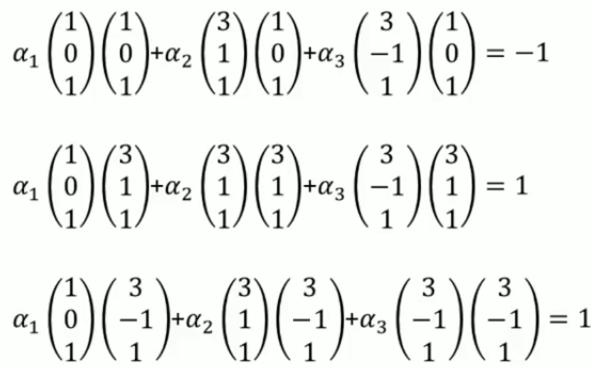 α₁ (1 0 1) (1 0 1) +α₂ (3 1 1) (1 0 1) +α₃ (3 −1 1) (1 0 1) = −1
α₁ (1 0 1) (3 1 1) +α₂ (3 1 1) (3 1 1) +α₃ (3 −1 1) (3 1 1) = 1
α₁ (1 0 1) (3 −1 1) +α₂ (3 1 1) (3 −1 1) +α₃ (3 −1 1) (3 −1 1) = 1